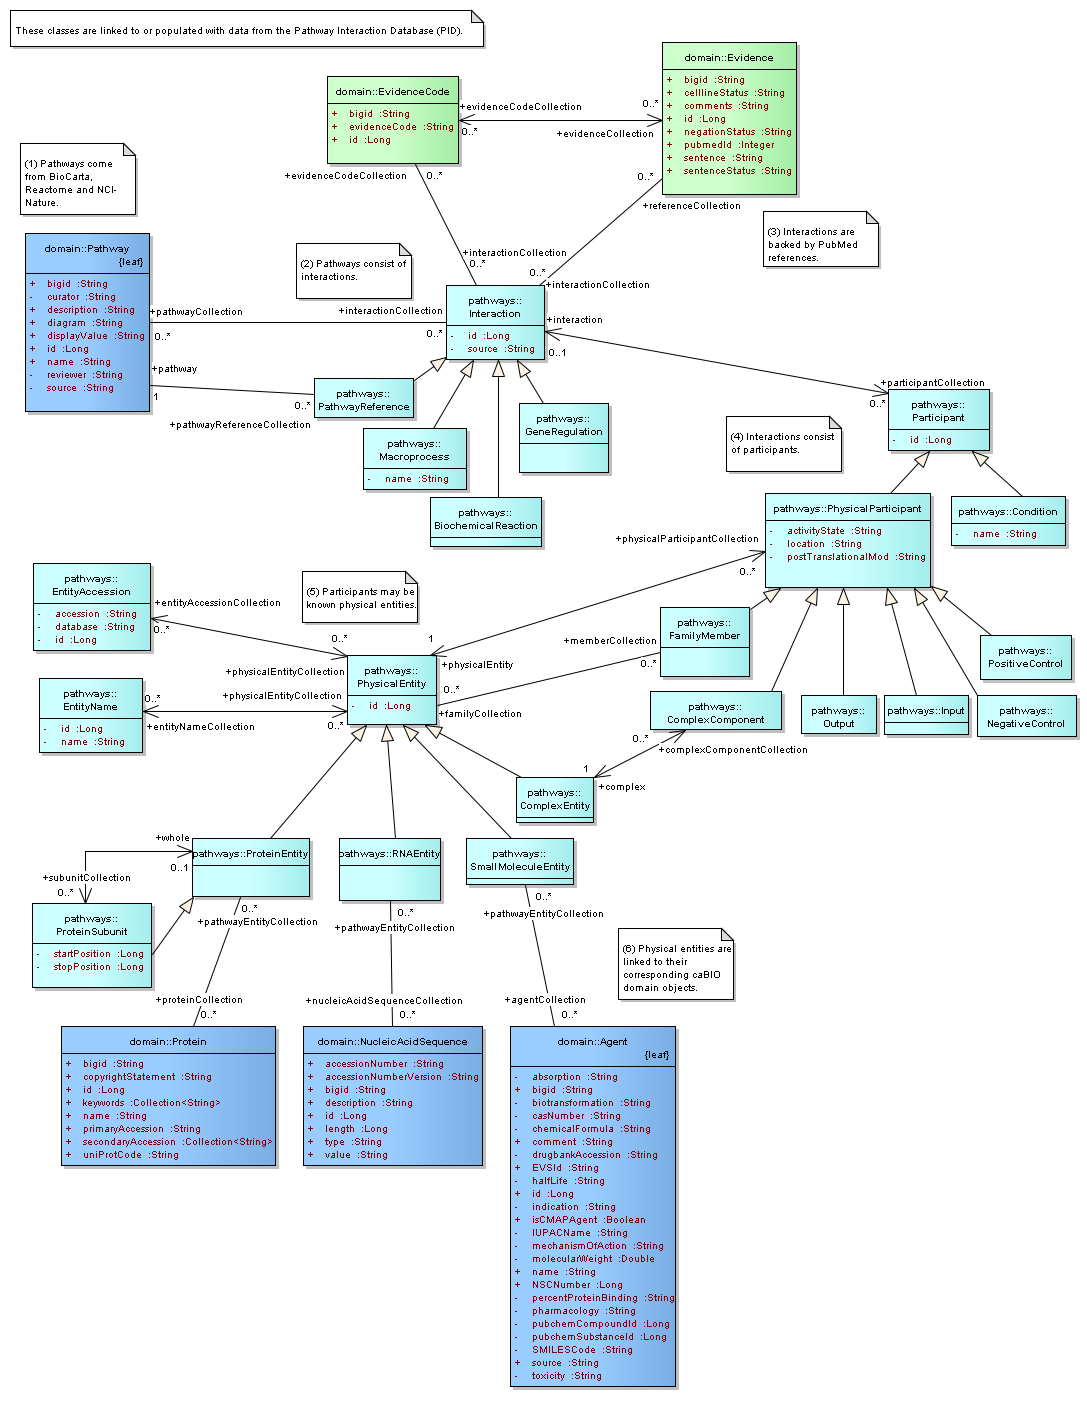 These classes are linked to or populated with data from the Pathway Interaction Database (PID).
domain::Evidence
+ bigid :String
+ celllineStatus :String
+ comments :String
+ id :Long
+ negationStatus :String
+ pubmedId :Integer
+ sentence :String
+ sentenceStatus :String
domain::EvidenceCode
+ bigid :String
+ evidenceCode :String
+ id :Long
+evidenceCodeCollection
0..*
0..*
+evidenceCollection
(1) Pathways come
from BioCarta,
Reactome and NCI-
Nature.
+evidenceCodeCollection
0..*
0..*
+referenceCollection
(3) Interactions are
backed by PubMed
references.
domain::Pathway
{leaf}
+ bigid :String
- curator :String
+ description :String
+ diagram :String
+ displayValue :String
+ id :Long
+ name :String
- reviewer :String
- source :String
(2) Pathways consist of
interactions.
+interactionCollection
0..*
0..*
+interactionCollection
pathways::
Interaction
- id :Long
- source :String
+pathwayCollection
0..*
+interactionCollection
0..*
+interaction
0..1
+pathway
1
0..*
+pathwayReferenceCollection
pathways::
PathwayReference
+participantCollection
0..*
pathways::
Participant
- id :Long
pathways::
GeneRegulation
pathways::
Macroprocess
- name :String
(4) Interactions consist
of participants.
pathways::
BiochemicalReaction
pathways::PhysicalParticipant
- activityState :String
- location :String
- postTranslationalMod :String
pathways::Condition
- name :String
+physicalParticipantCollection
0..*
pathways::
EntityAccession
- accession :String
- database :String
- id :Long
+entityAccessionCollection
0..*
(5) Participants may be
known physical entities.
0..*
+physicalEntityCollection
1
+physicalEntity
pathways::
PhysicalEntity
- id :Long
+memberCollection
0..*
pathways::
FamilyMember
pathways::
PositiveControl
pathways::
EntityName
- id :Long
- name :String
0..*
+entityNameCollection
+physicalEntityCollection
0..*
0..*
+familyCollection
pathways::
ComplexComponent
pathways::
Output
pathways::Input
pathways::
NegativeControl
0..*
+complexComponentCollection
1
+complex
pathways::
ComplexEntity
+whole
0..1
+subunitCollection
0..*
pathways::ProteinEntity
pathways::RNAEntity
pathways::
SmallMoleculeEntity
pathways::
ProteinSubunit
- startPosition :Long
- stopPosition :Long
0..*
+pathwayEntityCollection
0..*
+pathwayEntityCollection
0..*
+pathwayEntityCollection
(6) Physical entities are
linked to their
corresponding caBIO
domain objects.
+proteinCollection
0..*
+nucleicAcidSequenceCollection
0..*
+agentCollection
0..*
domain::Protein
+ bigid :String
+ copyrightStatement :String
+ id :Long
+ keywords :Collection<String>
+ name :String
+ primaryAccession :String
+ secondaryAccession :Collection<String>
+ uniProtCode :String
domain::NucleicAcidSequence
+ accessionNumber :String
+ accessionNumberVersion :String
+ bigid :String
+ description :String
+ id :Long
+ length :Long
+ type :String
+ value :String
domain::Agent
{leaf}
- absorption :String
+ bigid :String
- biotransformation :String
- casNumber :String
- chemicalFormula :String
+ comment :String
- drugbankAccession :String
+ EVSId :String
- halfLife :String
+ id :Long
- indication :String
+ isCMAPAgent :Boolean
- IUPACName :String
- mechanismOfAction :String
- molecularWeight :Double
+ name :String
+ NSCNumber :Long
- percentProteinBinding :String
- pharmacology :String
- pubchemCompoundId :Long
- pubchemSubstanceId :Long
- SMILESCode :String
+ source :String
- toxicity :String